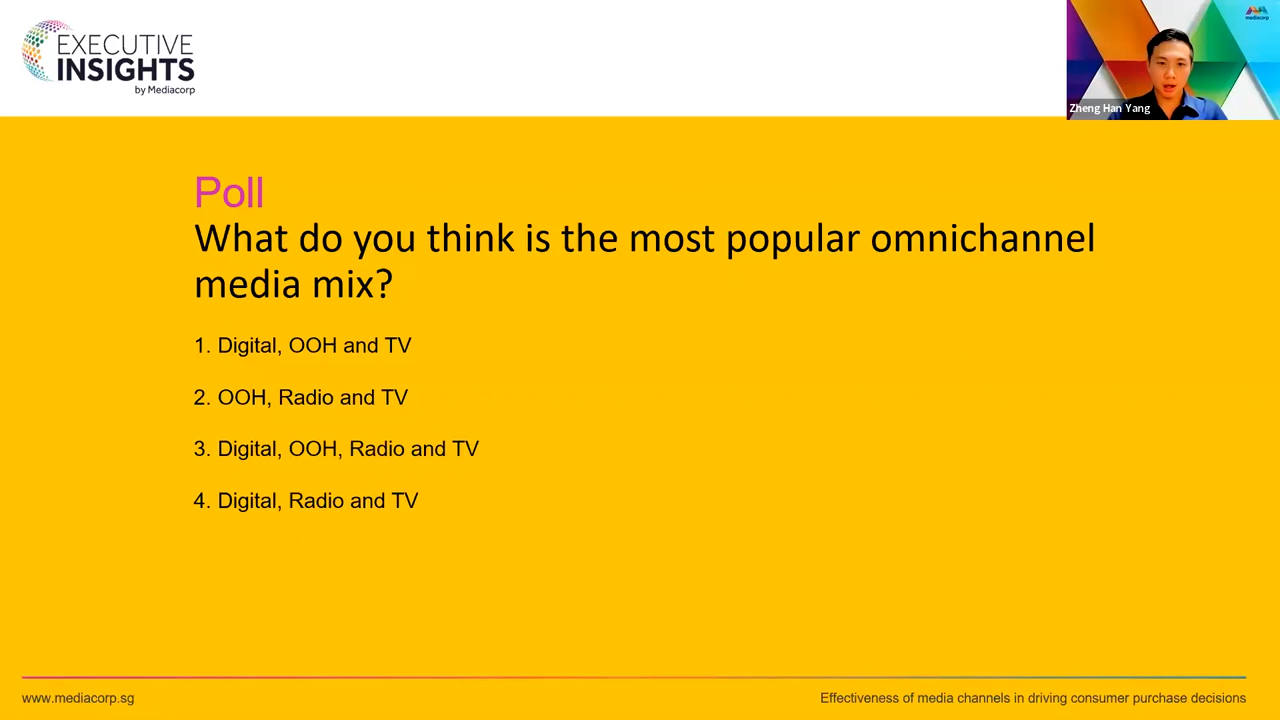 EXECUTIVE
INSIGHTS
by Mediacorp
mediacorp
Zheng Han Yang
Poll
What do you think is the most popular omnichannel
media mix?
1. Digital, OOH and TV
2. OOH, Radio and TV
3. Digital, OOH, Radio and TV
4. Digital, Radio and TV
www.mediacorp.sg
Effectiveness of media channels in driving consumer purchase decisions